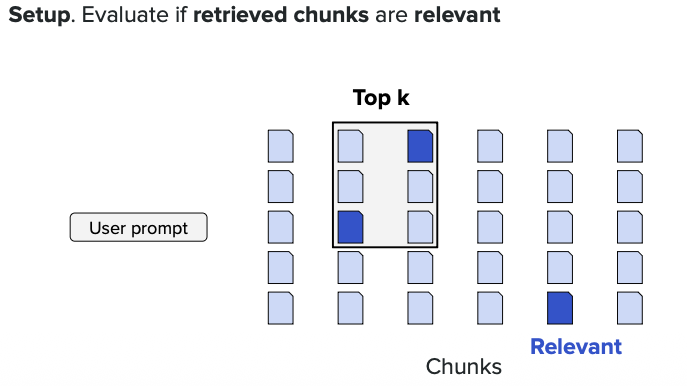 Setup. Evaluate if retrieved chunks are relevant
Top k
User prompt
Relevant
Chunks